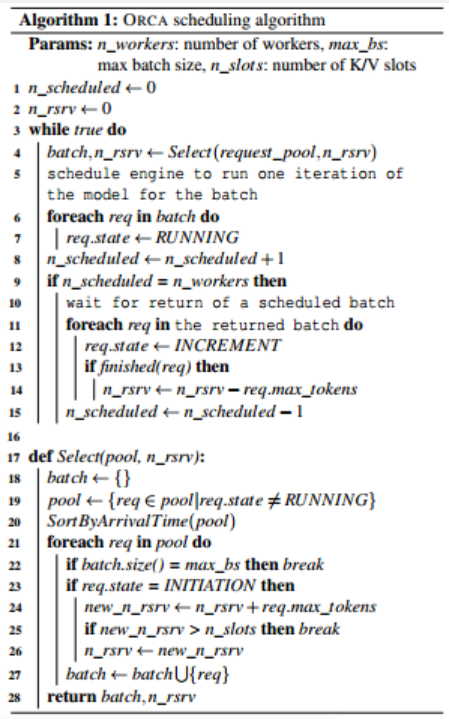 Algorithm 1: ORCA scheduling algorithm
Params: n_workers: number of workers, max_bs:
max batch size, n_slots: number of K/V slots
1 n_scheduled ← 0
2 n_rsrv ← 0
3 while true do
4 batch, n_rsrv ← Select(request_pool, n_rsrv)
5 schedule engine to run one iteration of
the model for the batch
6 foreach req in batch do
7 req.state ← RUNNING
8 n_scheduled ← n_scheduled + 1
9 if n_scheduled = n_workers then
10 wait for return of a scheduled batch
11 foreach req in the returned batch do
12 req.state ← INCREMENT
13 if finished(req) then
14 n_rsrv ← n_rsrv − req.max_tokens
15 n_scheduled ← n_scheduled − 1
16
17 def Select(pool, n_rsrv):
18 batch ← {}
19 pool ← {req ∈ pool|req.state ≠ RUNNING}
20 SortByArrivalTime(pool)
21 foreach req in pool do
22 if batch.size() = max_bs then break
23 if req.state = INITIATION then
24 new_n_rsrv ← n_rsrv + req.max_tokens
25 if new_n_rsrv > n_slots then break
26 n_rsrv ← new_n_rsrv
27 batch ← batch ⋃ {req}
28 return batch, n_rsrv